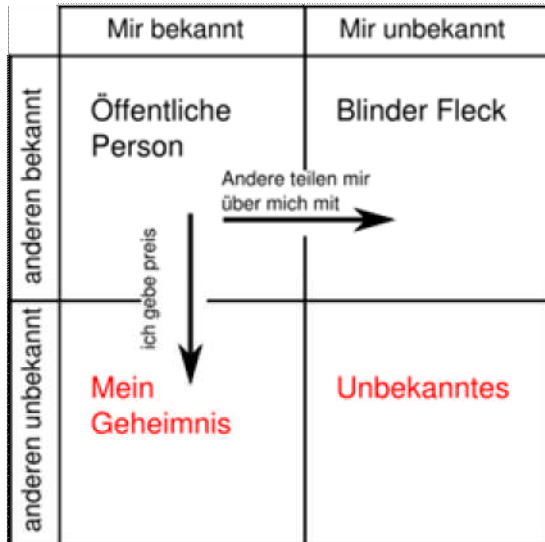 Mir bekannt
Mir unbekannt
anderen bekannt
Öffentliche
Person
Blinder Fleck
Andere teilen mir
über mich mit
ich gebe preis
anderen unbekannt
Mein
Geheimnis
Unbekanntes